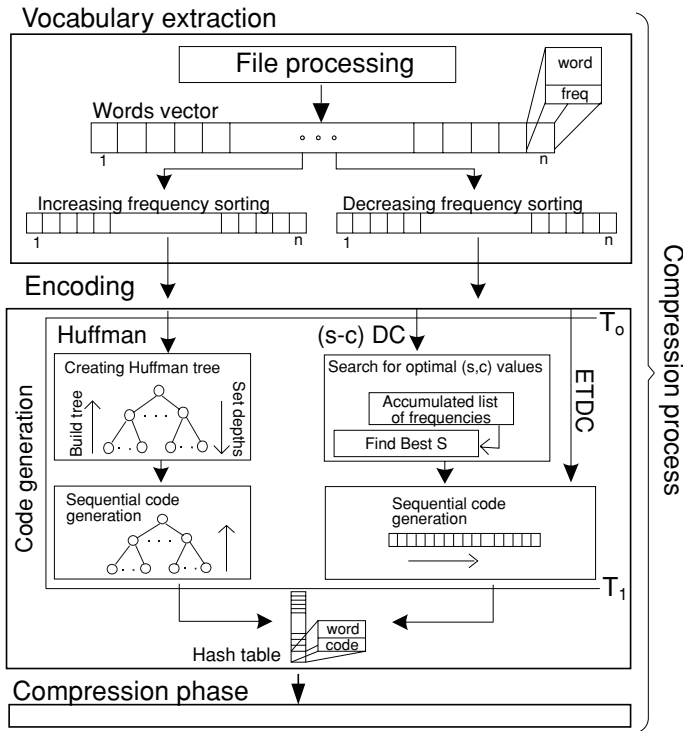 Vocabulary extraction
File processing
word
freq
Words vector
1
n
Increasing frequency sorting
Decreasing frequency sorting
1
n
1
n
Encoding
Huffman
(s-c) DC
T0
Creating Huffman tree
Build tree
Set depths
Search for optimal (s,c) values
Accumulated list
of frequencies
Find Best S
ETDC
Code generation
Sequential code
generation
Sequential code
generation
T1
word
code
Hash table
Compression phase
Compression process